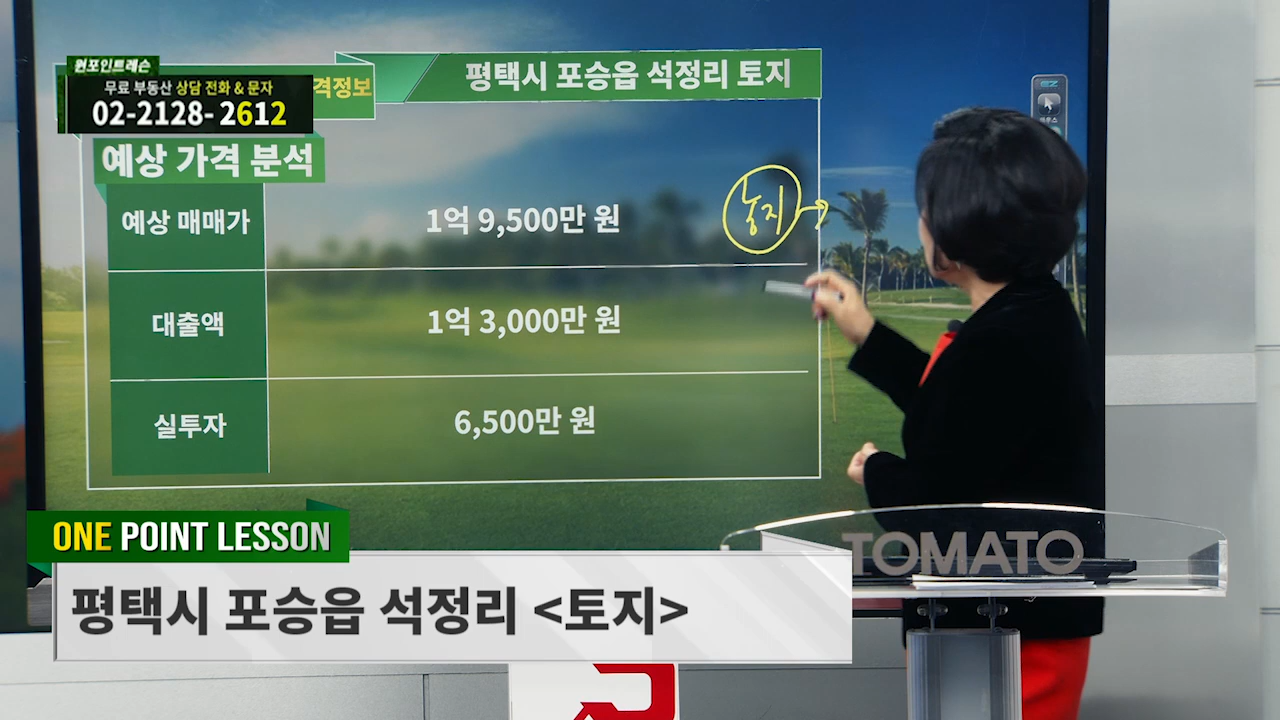 원포인트레슨
무료 부동산 상담 전화 & 문자
02-2128-2612
격정보
평택시 포승읍 석정리 토지
예상 가격 분석
예상 매매가
1억 9,500만 원
농지
대출액
1억 3,000만 원
실투자
6,500만 원
ONE POINT LESSON
평택시 포승읍 석정리 <토지>
TOMATO